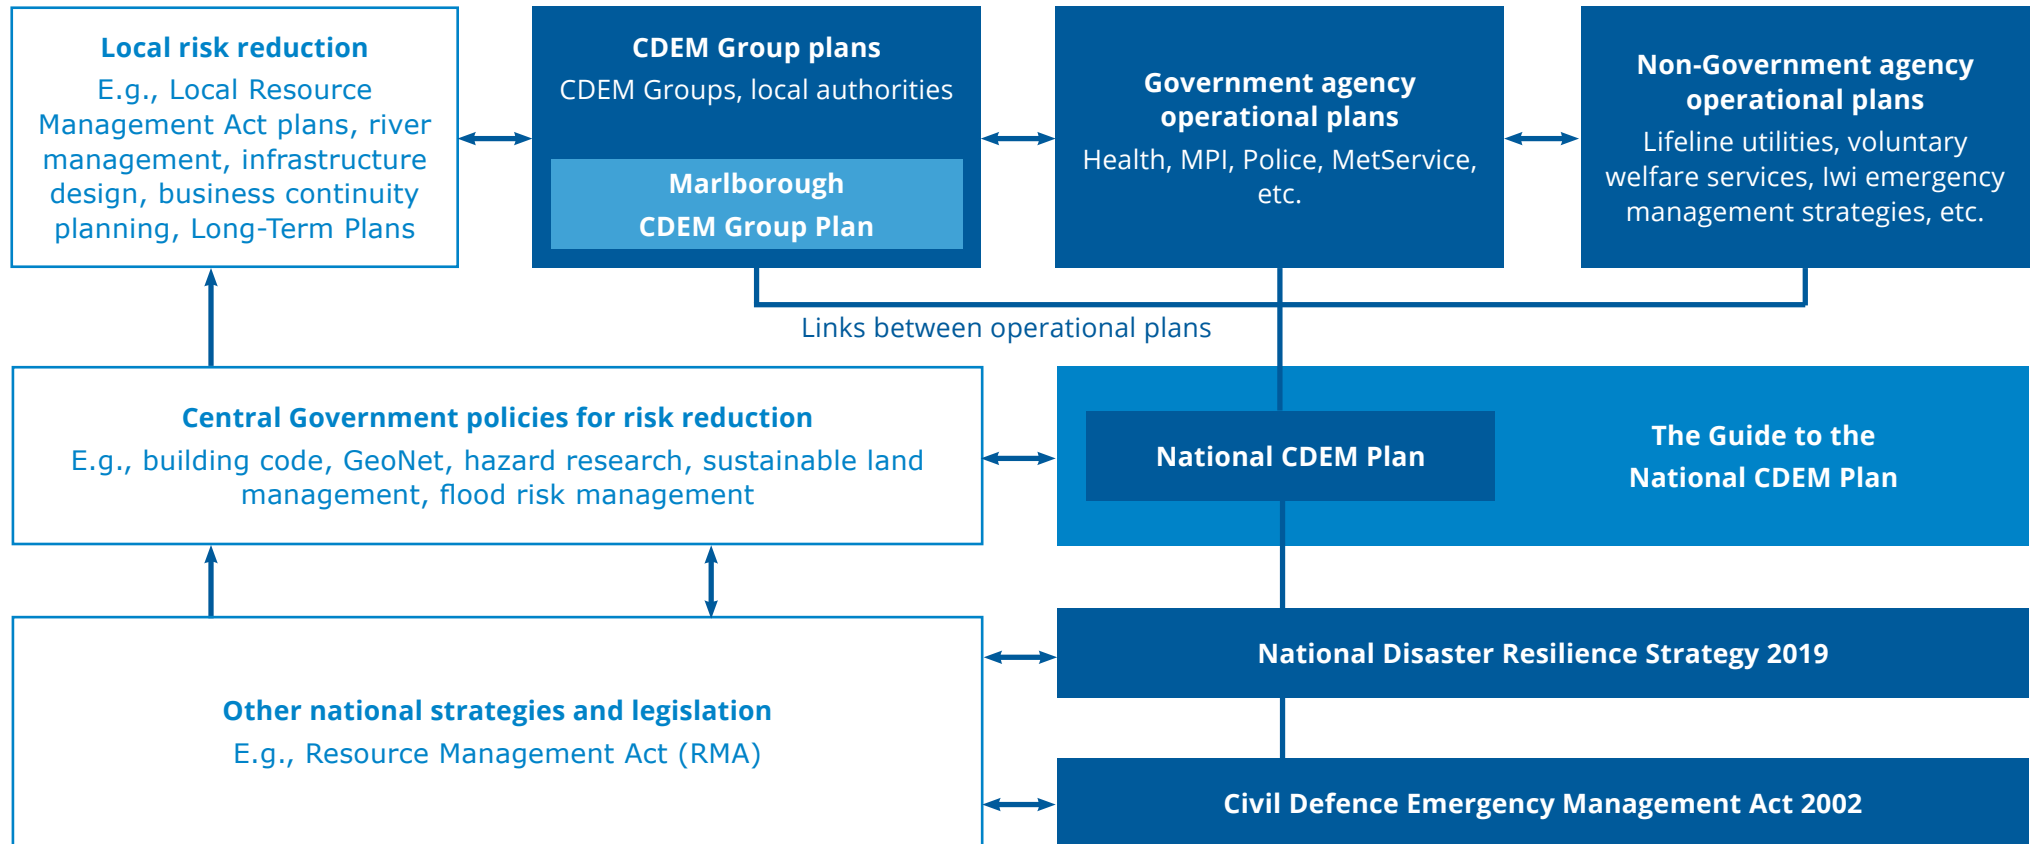 Local risk reduction
E.g., Local Resource
Management Act plans, river
management, infrastructure
design, business continuity
planning, Long-Term Plans
CDEM Group plans
CDEM Groups, local authorities
Marlborough
CDEM Group Plan
Government agency
operational plans
Health, MPI, Police, MetService,
etc.
Non-Government agency
operational plans
Lifeline utilities, voluntary
welfare services, Iwi emergency
management strategies, etc.
Links between operational plans
Central Government policies for risk reduction
E.g., building code, GeoNet, hazard research, sustainable land
management, flood risk management
National CDEM Plan
The Guide to the
National CDEM Plan
Other national strategies and legislation
E.g., Resource Management Act (RMA)
National Disaster Resilience Strategy 2019
Civil Defence Emergency Management Act 2002